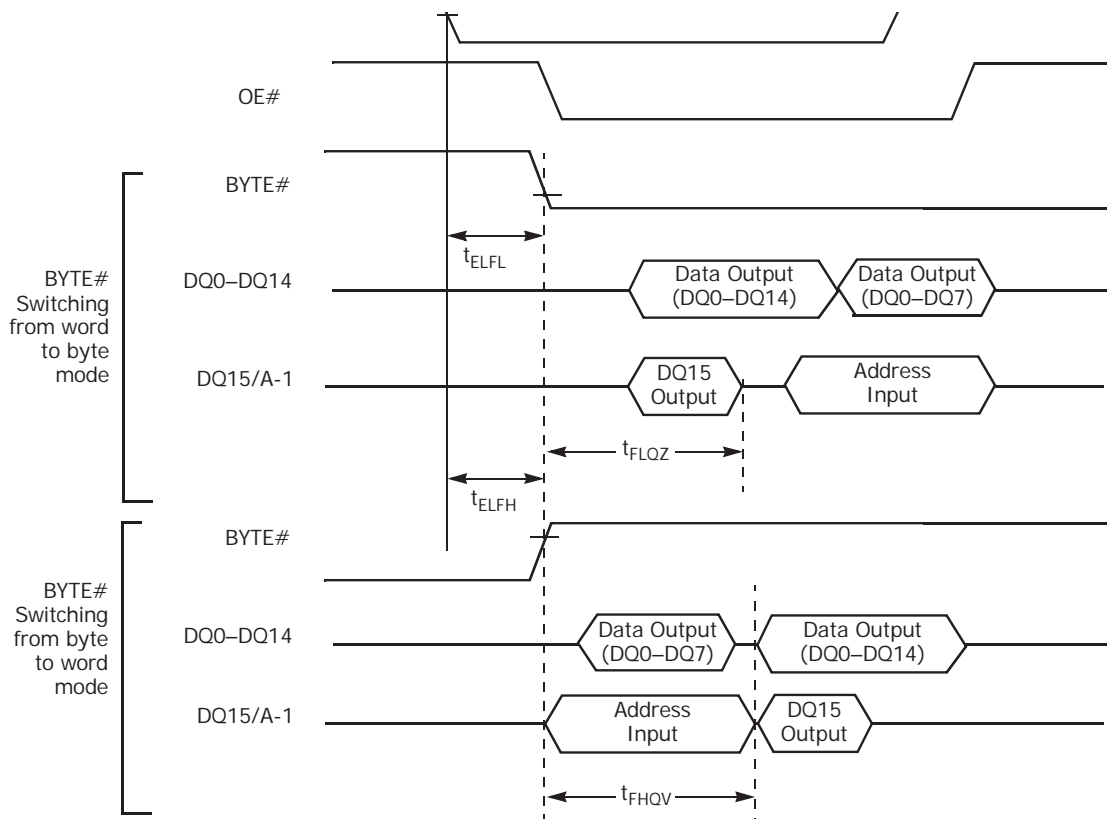 OE#
BYTE#
tELFL
BYTE#
Switching
from word
to byte
mode
DQ0–DQ14
Data Output
(DQ0–DQ14)
Data Output
(DQ0–DQ7)
DQ15/A-1
DQ15
Output
Address
Input
tFLQZ
tELFH
BYTE#
BYTE#
Switching
from byte
to word
mode
DQ0–DQ14
Data Output
(DQ0–DQ7)
Data Output
(DQ0–DQ14)
DQ15/A-1
Address
Input
DQ15
Output
tFHQV